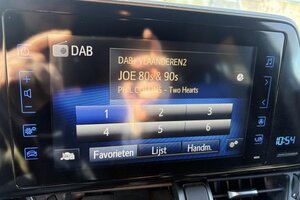 DAB
DAB: VLAANDEREN2
JOE 80s & 90s
PHIL COLLINS - Two Hearts
1 2 3
4 5 6
Favorieten Lijst Handm.
10:54